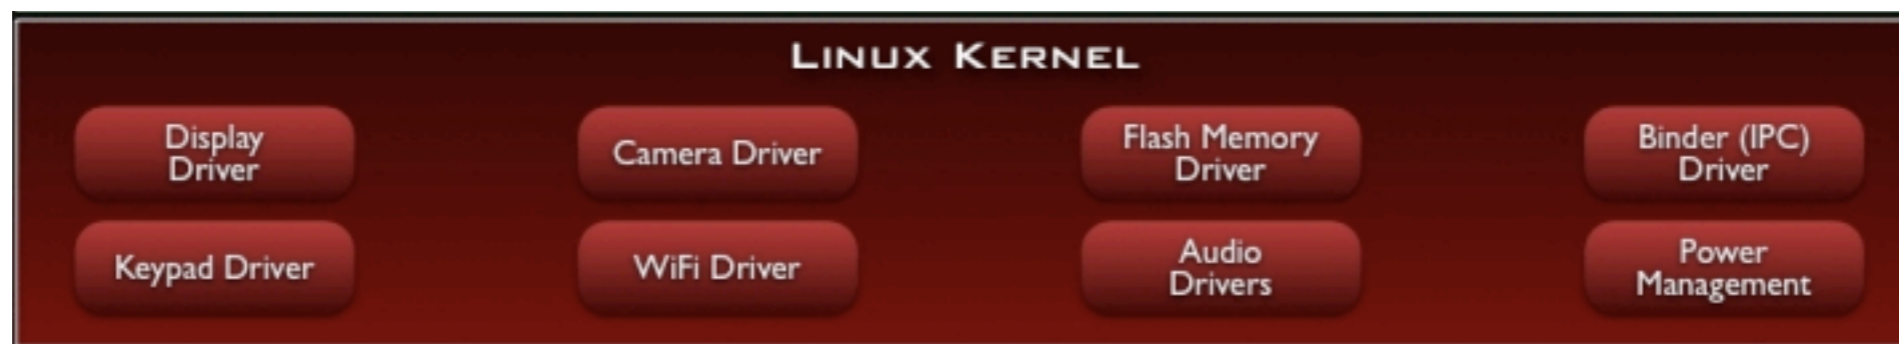 LINUX KERNEL
Display
Driver
Camera Driver
Flash Memory
Driver
Binder (IPC)
Driver
Keypad Driver
WiFi Driver
Audio
Drivers
Power
Management